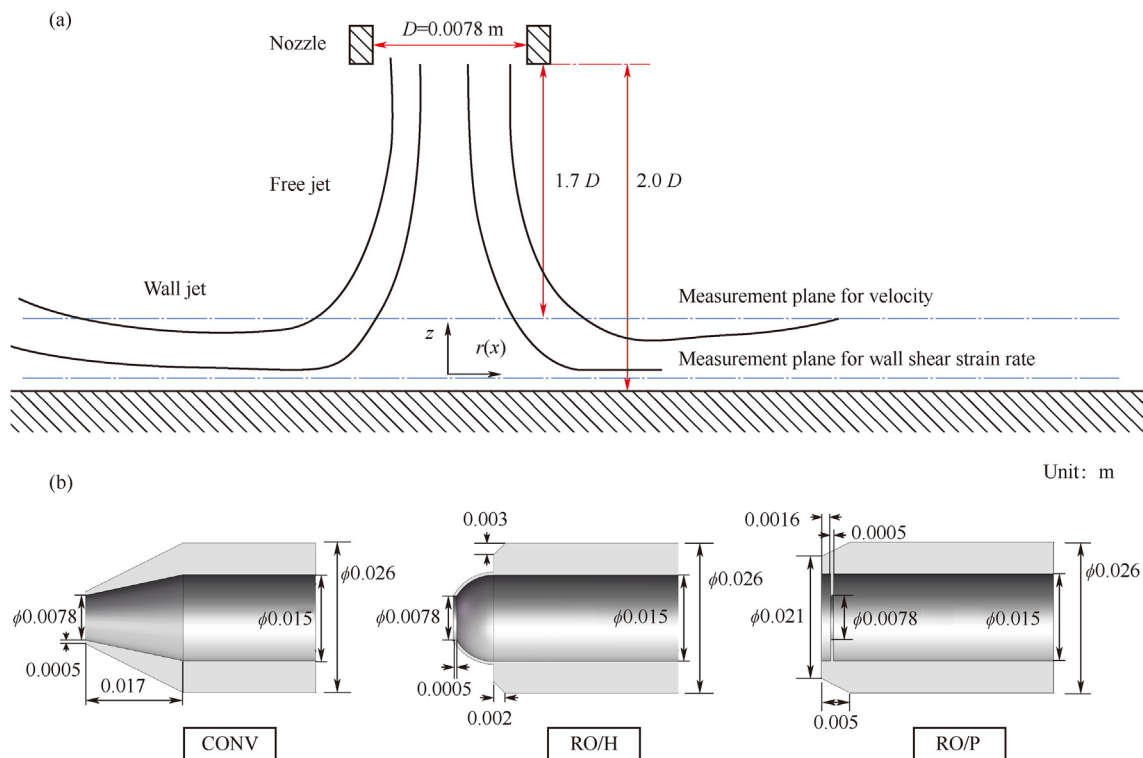 (a)
D=0.0078 m
Nozzle
Free jet
1.7 D
2.0 D
Wall jet
Measurement plane for velocity
z
r(x)
Measurement plane for wall shear strain rate
(b)
Unit: m
ϕ0.0078
0.0005
0.017
ϕ0.015
ϕ0.026
CONV
0.003
ϕ0.0078
0.0005
0.002
ϕ0.015
ϕ0.026
RO/H
0.0016
0.0005
ϕ0.021
ϕ0.0078
ϕ0.015
ϕ0.026
0.005
RO/P